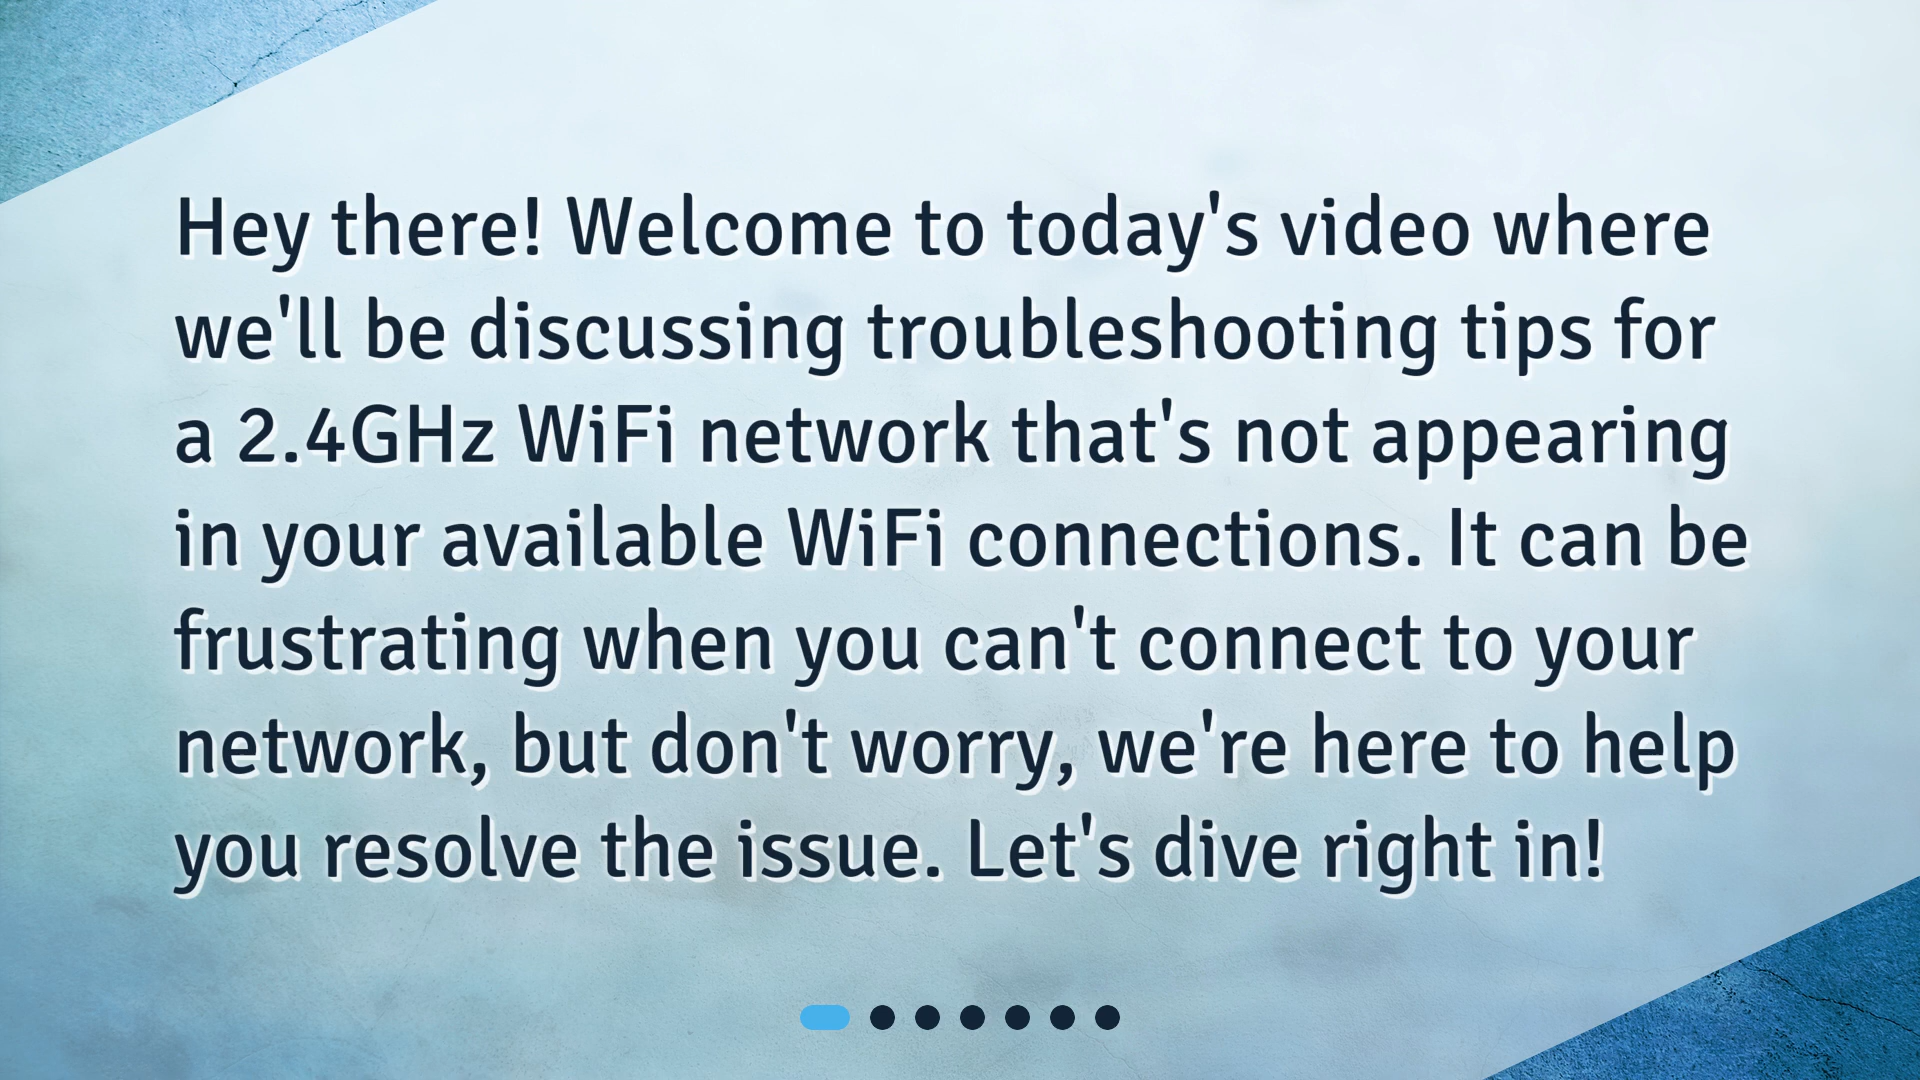 Hey there! Welcome to today's video where
we'll be discussing troubleshooting tips for
a 2.4GHz WiFi network that's not appearing
in your available WiFi connections. It can be
frustrating when you can't connect to your
network, but don't worry, we're here to help
you resolve the issue. Let's dive right in!